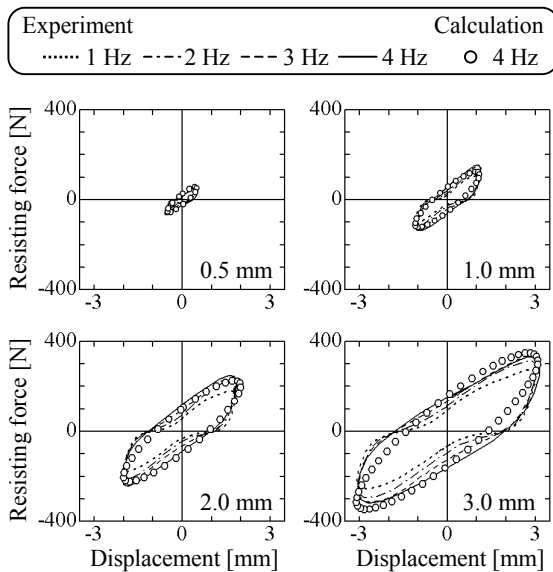 Experiment Calculation
1 Hz 2 Hz 3 Hz 4 Hz 4 Hz
Resisting force [N]
400
0
-400
-3 0 3
0.5 mm
400
0
-400
-3 0 3
1.0 mm
Resisting force [N]
400
0
-400
-3 0 3
2.0 mm
Displacement [mm]
400
0
-400
-3 0 3
3.0 mm
Displacement [mm]